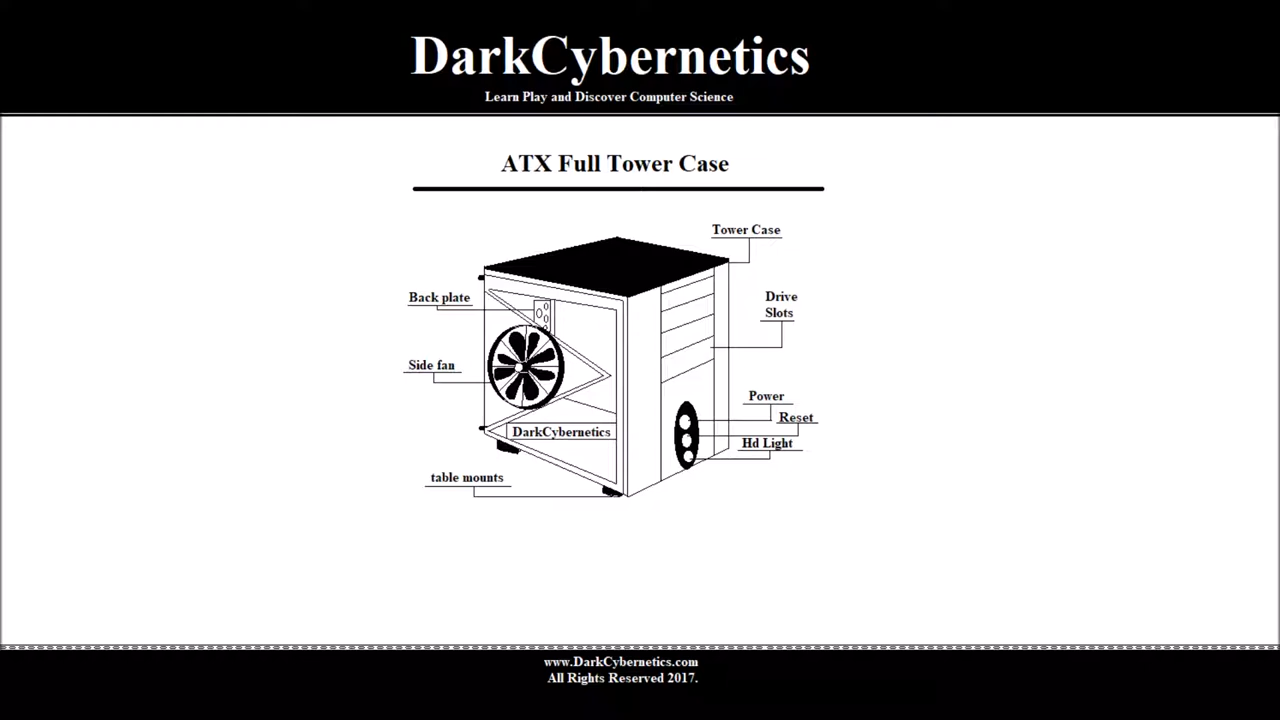 DarkCybernetics
Learn Play and Discover Computer Science
ATX Full Tower Case
Tower Case
Back plate
Drive
Slots
Side fan
Power
Reset
DarkCybernetics
Hd Light
table mounts
www.DarkCybernetics.com
All Rights Reserved 2017.